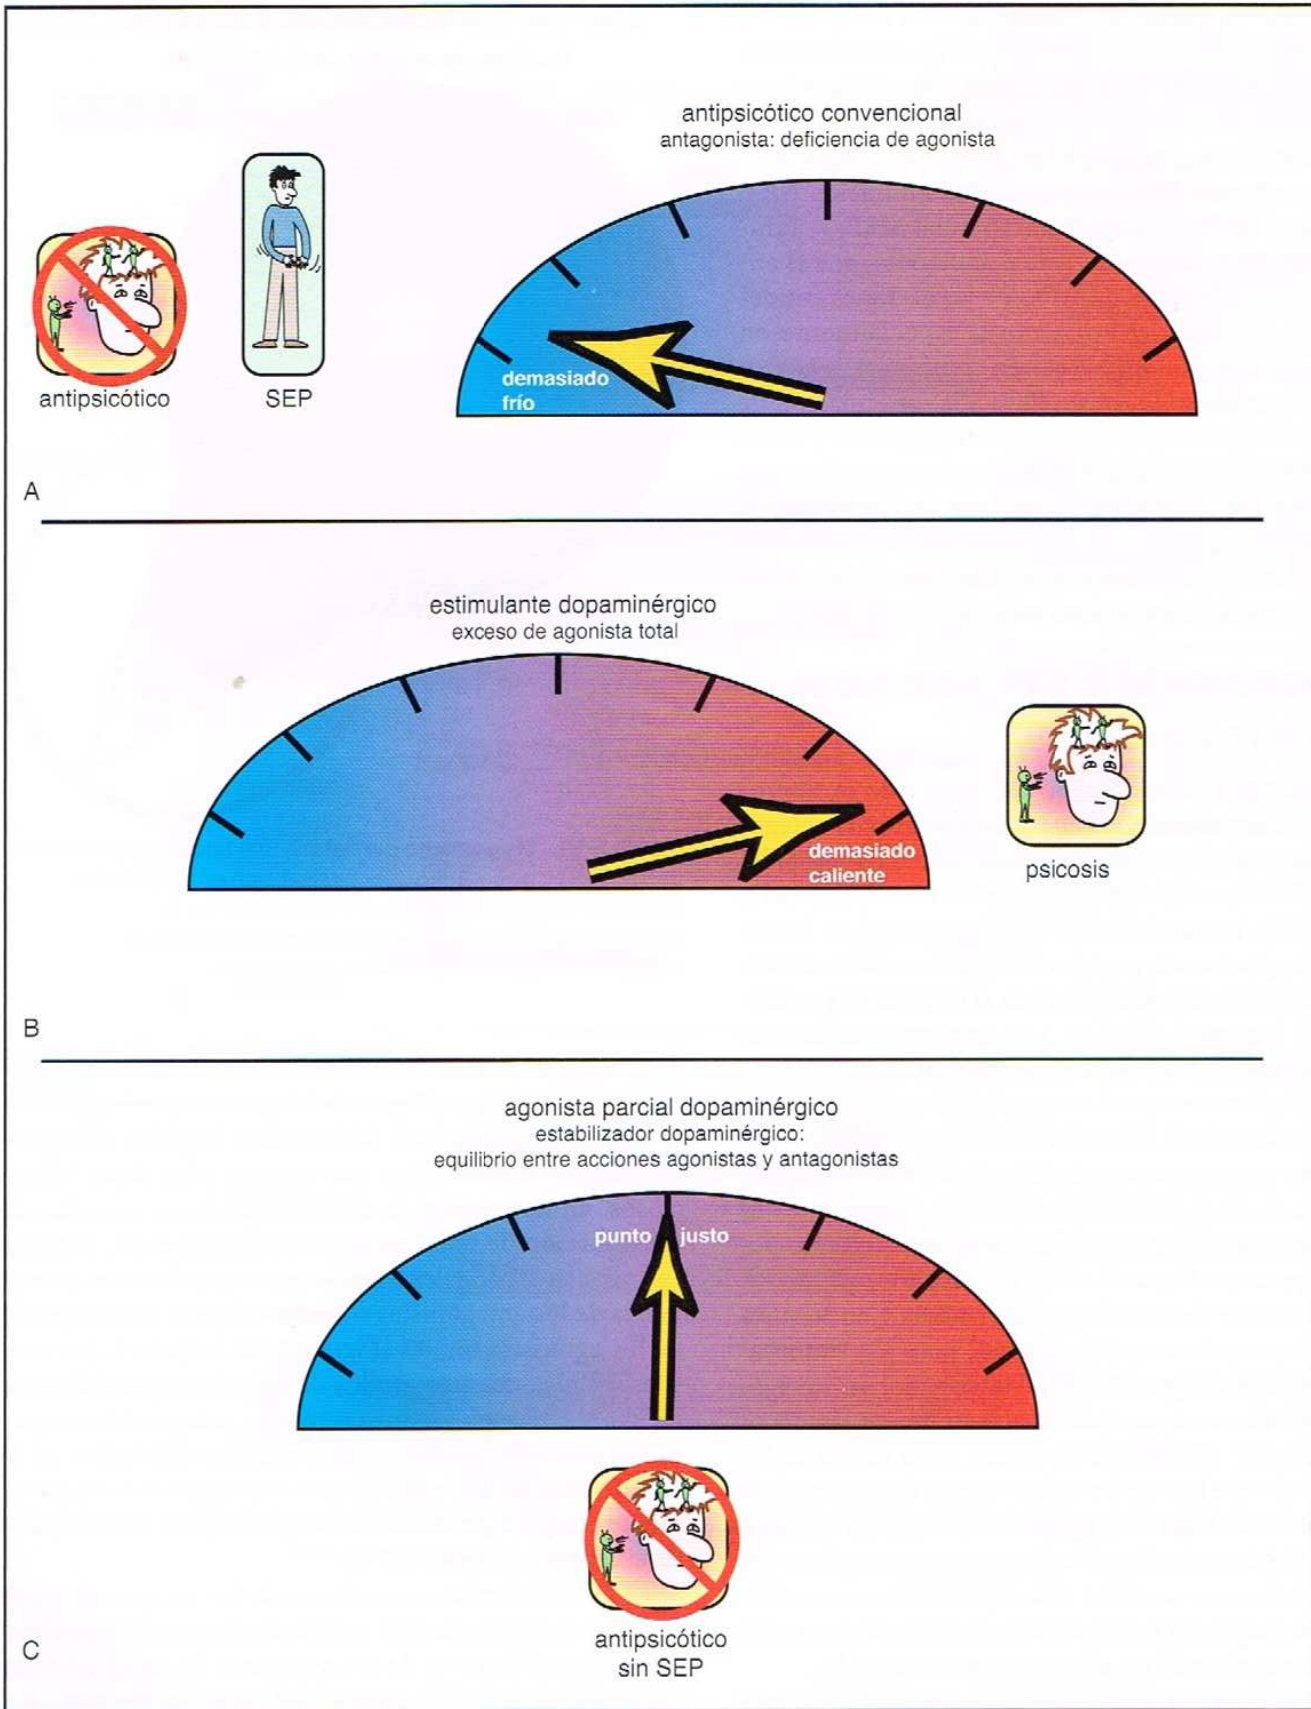 antipsicótico convencional
antagonista: deficiencia de agonista
demasiado
frío
antipsicótico
SEP
A
estimulante dopaminérgico
exceso de agonista total
demasiado
caliente
psicosis
B
agonista parcial dopaminérgico
estabilizador dopaminérgico:
equilibrio entre acciones agonistas y antagonistas
punto justo
antipsicótico
sin SEP
C